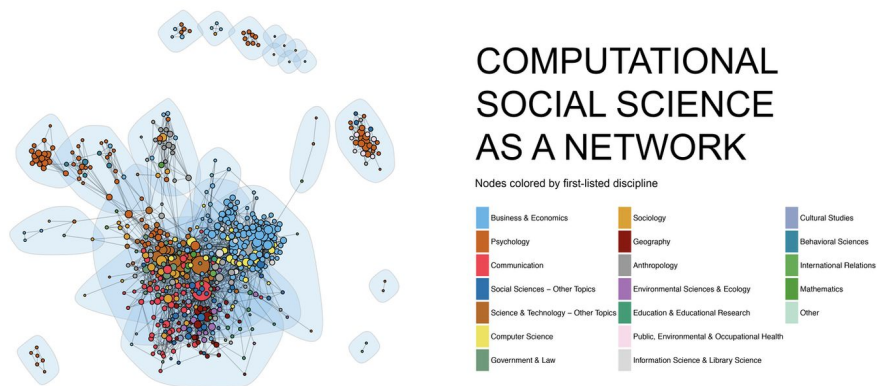 COMPUTATIONAL
SOCIAL SCIENCE
AS A NETWORK
Nodes colored by first-listed discipline
Business & Economics
Psychology
Communication
Social Sciences – Other Topics
Science & Technology – Other Topics
Computer Science
Government & Law
Sociology
Geography
Anthropology
Environmental Sciences & Ecology
Education & Educational Research
Public, Environmental & Occupational Health
Information Science & Library Science
Cultural Studies
Behavioral Sciences
International Relations
Mathematics
Other